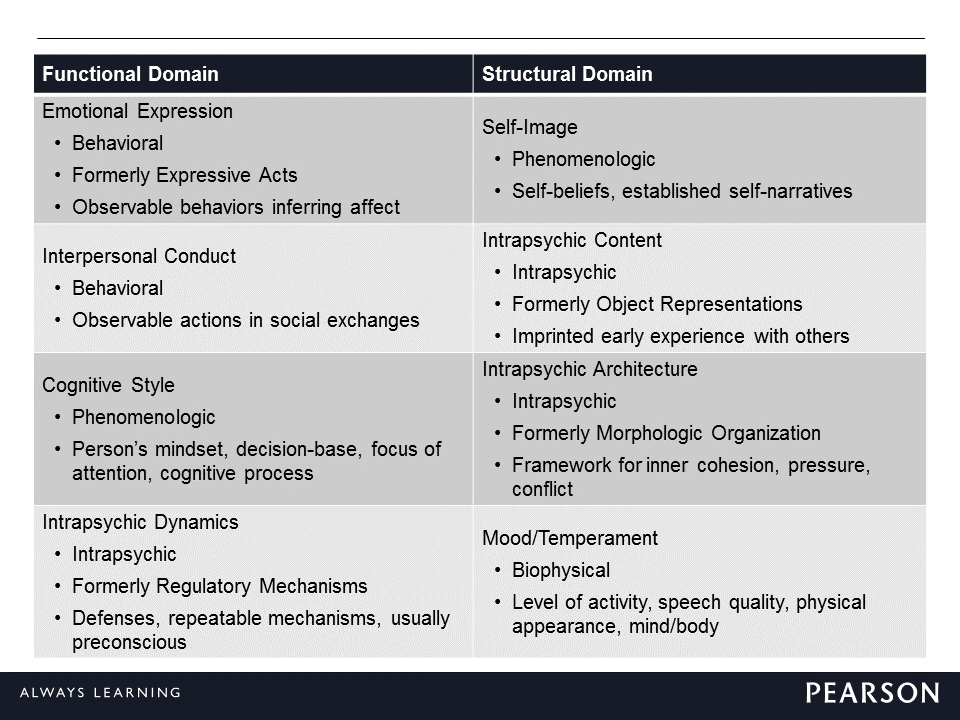 Functional Domain
Structural Domain
Emotional Expression
• Behavioral
• Formerly Expressive Acts
• Observable behaviors inferring affect
Self-Image
• Phenomenologic
• Self-beliefs, established self-narratives
Interpersonal Conduct
• Behavioral
• Observable actions in social exchanges
Intrapsychic Content
• Intrapsychic
• Formerly Object Representations
• Imprinted early experience with others
Cognitive Style
• Phenomenologic
• Person's mindset, decision-base, focus of
attention, cognitive process
Intrapsychic Architecture
• Intrapsychic
• Formerly Morphologic Organization
• Framework for inner cohesion, pressure,
conflict
Intrapsychic Dynamics
• Intrapsychic
• Formerly Regulatory Mechanisms
• Defenses, repeatable mechanisms, usually
preconscious
Mood/Temperament
• Biophysical
• Level of activity, speech quality, physical
appearance, mind/body
ALWAYS LEARNING
PEARSON